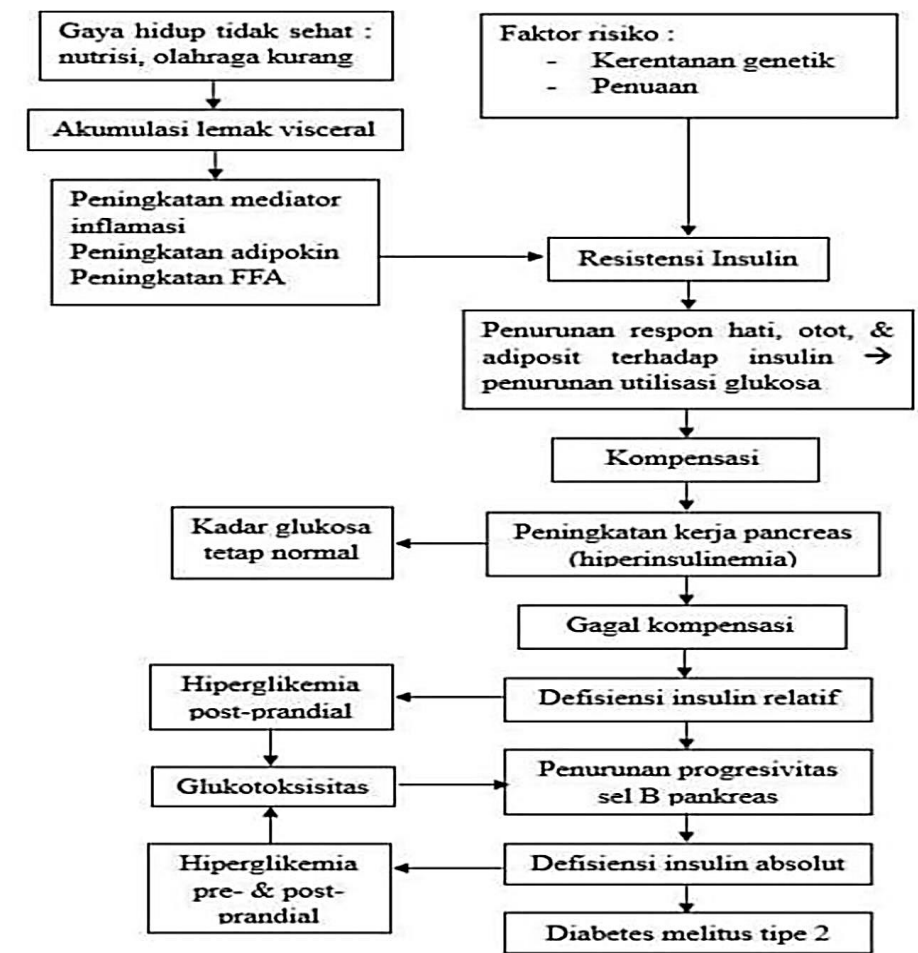 Gaya hidup tidak sehat :
nutrisi, olahraga kurang
Faktor risiko :
- Kerentanan genetik
- Penuaan
Akumulasi lemak visceral
Peningkatan mediator
inflamasi
Peningkatan adipokin
Peningkatan FFA
Resistensi Insulin
Penurunan respon hati, otot, &
adiposit terhadap insulin →
penurunan utilisasi glukosa
Kompensasi
Kadar glukosa
tetap normal
Peningkatan kerja pancreas
(hiperinsulinemia)
Gagal kompensasi
Hiperglikemia
post-prandial
Defisiensi insulin relatif
Glukotoksisitas
Penurunan progresivitas
sel B pankreas
Hiperglikemia
pre- & post-
prandial
Defisiensi insulin absolut
Diabetes melitus tipe 2